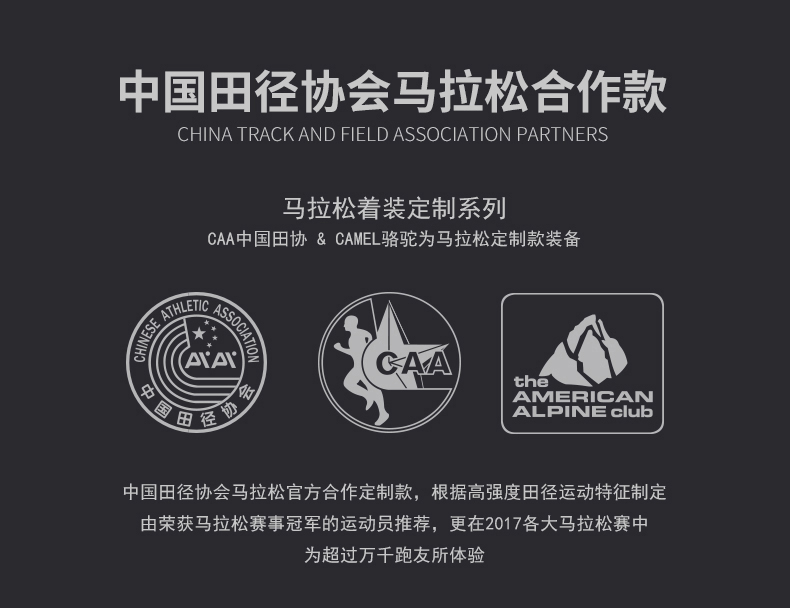 中国田径协会马拉松合作款
CHINA TRACK AND FIELD ASSOCIATION PARTNERS
马拉松着装定制系列
CAA中国田协 & CAMEL骆驼为马拉松定制款装备
CHINESE ATHLETIC ASSOCIATION
中国田径协会
CAA
the
AMERICAN
ALPINE club
中国田径协会马拉松官方合作定制款，根据高强度田径运动特征制定
由荣获马拉松赛事冠军的运动员推荐，更在2017各大马拉松赛中
为超过万千跑友所体验